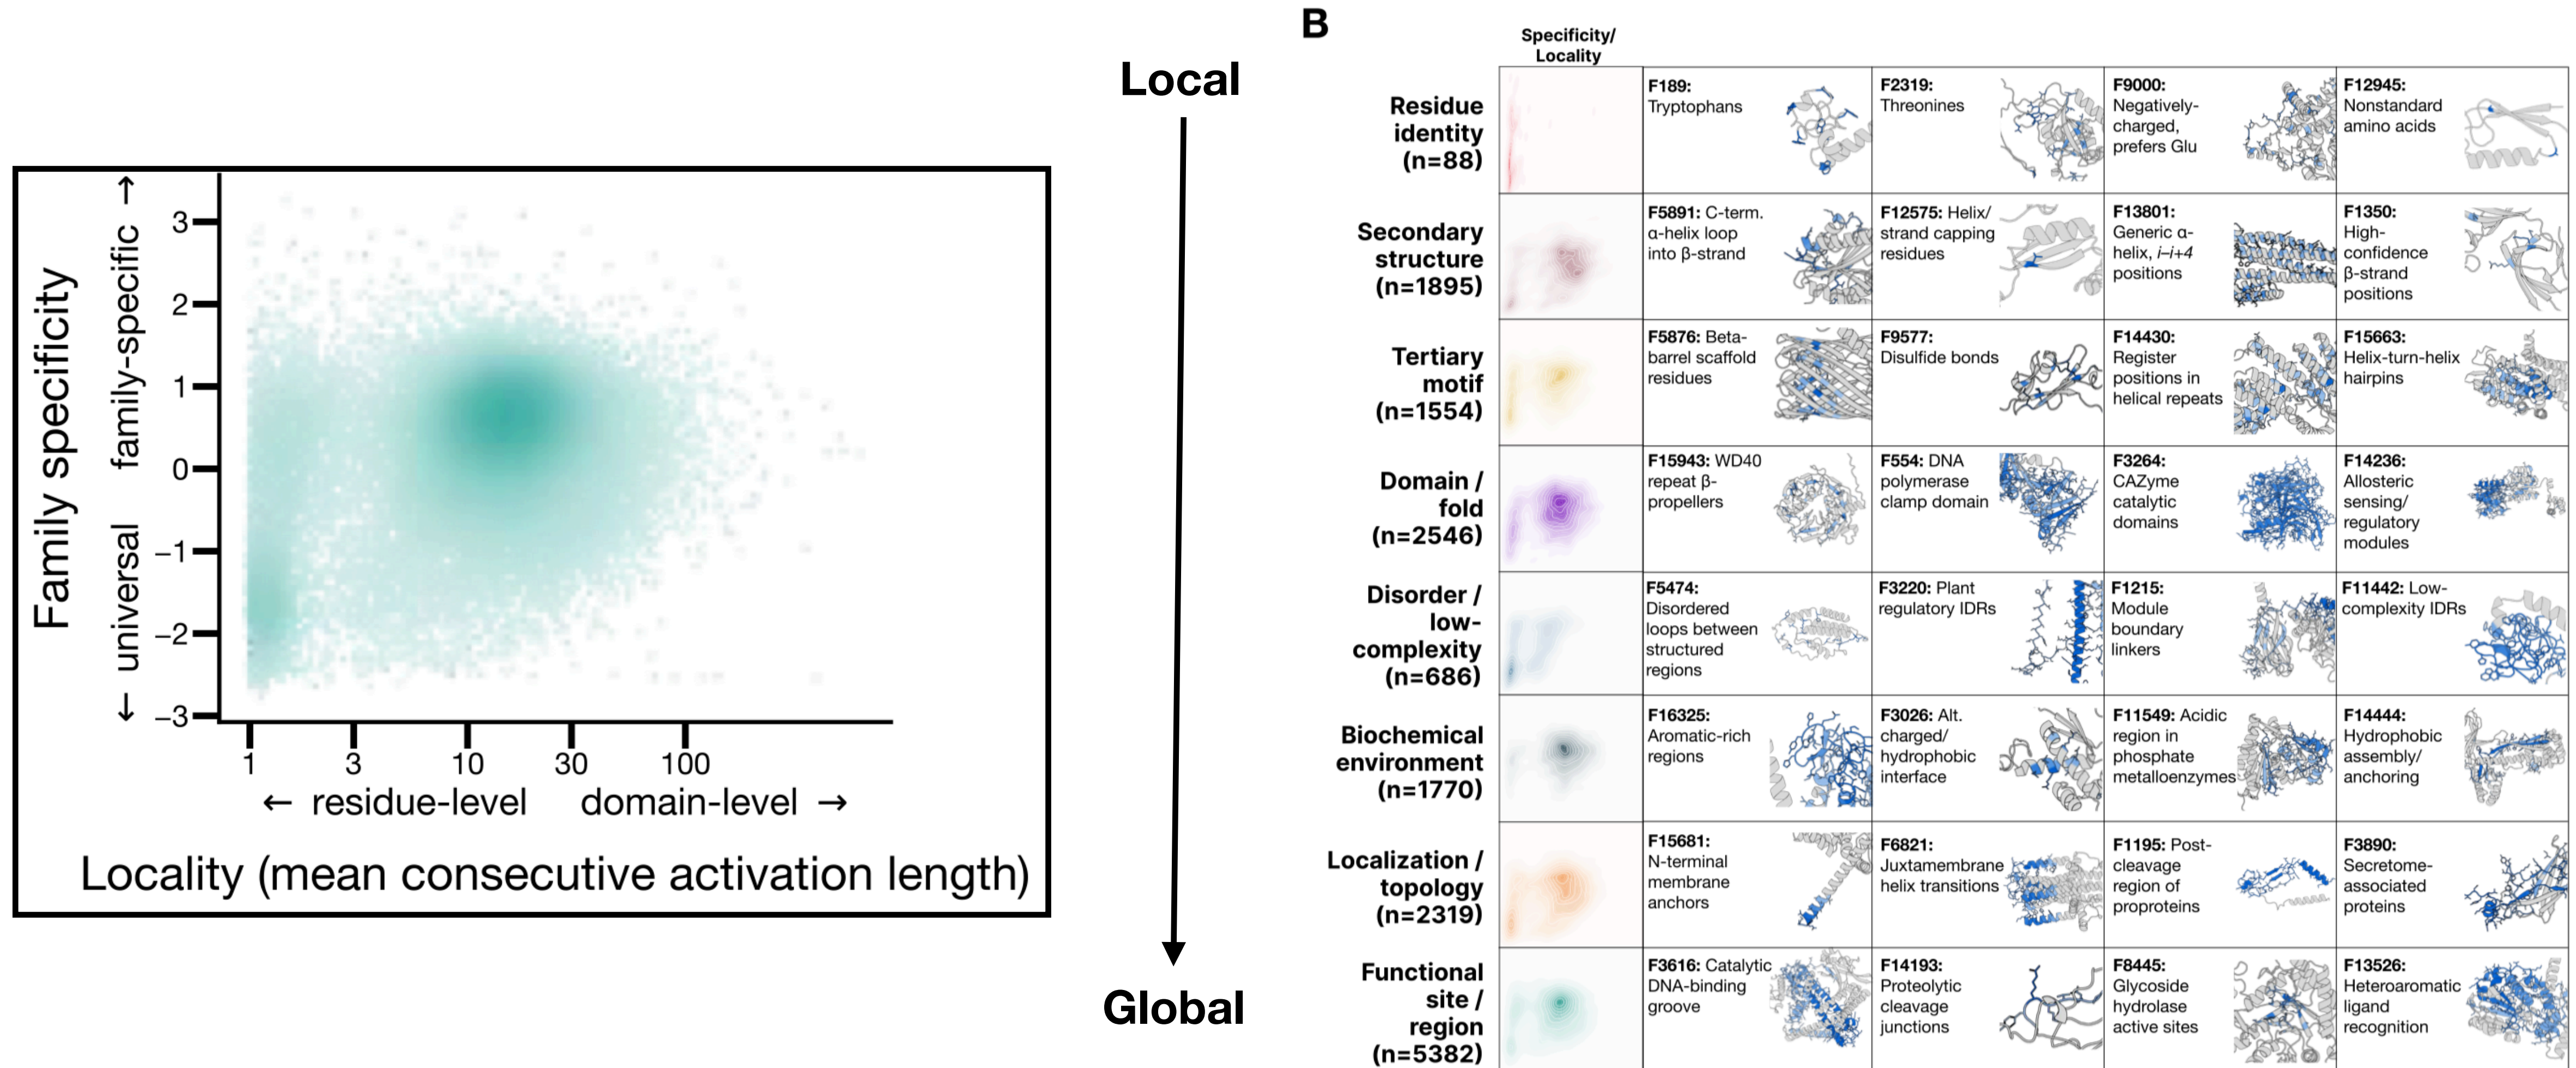 Family specificity
← universal    family-specific →
3
2
1
0
−1
−2
−3
1 3 10 30 100
← residue-level    domain-level →
Locality (mean consecutive activation length)
Local
Global
B
Specificity/
Locality
Residue
identity
(n=88)
F189:
Tryptophans
F2319:
Threonines
F9000:
Negatively-
charged,
prefers Glu
F12945:
Nonstandard
amino acids
Secondary
structure
(n=1895)
F5891: C-term.
α-helix loop
into β-strand
F12575: Helix/
strand capping
residues
F13801:
Generic α-
helix, i–i+4
positions
F1350:
High-
confidence
β-strand
positions
Tertiary
motif
(n=1554)
F5876: Beta-
barrel scaffold
residues
F9577:
Disulfide bonds
F14430:
Register
positions in
helical repeats
F15663:
Helix-turn-helix
hairpins
Domain /
fold
(n=2546)
F15943: WD40
repeat β-
propellers
F554: DNA
polymerase
clamp domain
F3264:
CAZyme
catalytic
domains
F14236:
Allosteric
sensing/
regulatory
modules
Disorder /
low-
complexity
(n=686)
F5474:
Disordered
loops between
structured
regions
F3220: Plant
regulatory IDRs
F1215:
Module
boundary
linkers
F11442: Low-
complexity IDRs
Biochemical
environment
(n=1770)
F16325:
Aromatic-rich
regions
F3026: Alt.
charged/
hydrophobic
interface
F11549: Acidic
region in
phosphate
metalloenzymes
F14444:
Hydrophobic
assembly/
anchoring
Localization /
topology
(n=2319)
F15681:
N-terminal
membrane
anchors
F6821:
Juxtamembrane
helix transitions
F1195: Post-
cleavage
region of
proproteins
F3890:
Secretome-
associated
proteins
Functional
site /
region
(n=5382)
F3616: Catalytic
DNA-binding
groove
F14193:
Proteolytic
cleavage
junctions
F8445:
Glycoside
hydrolase
active sites
F13526:
Heteroaromatic
ligand
recognition